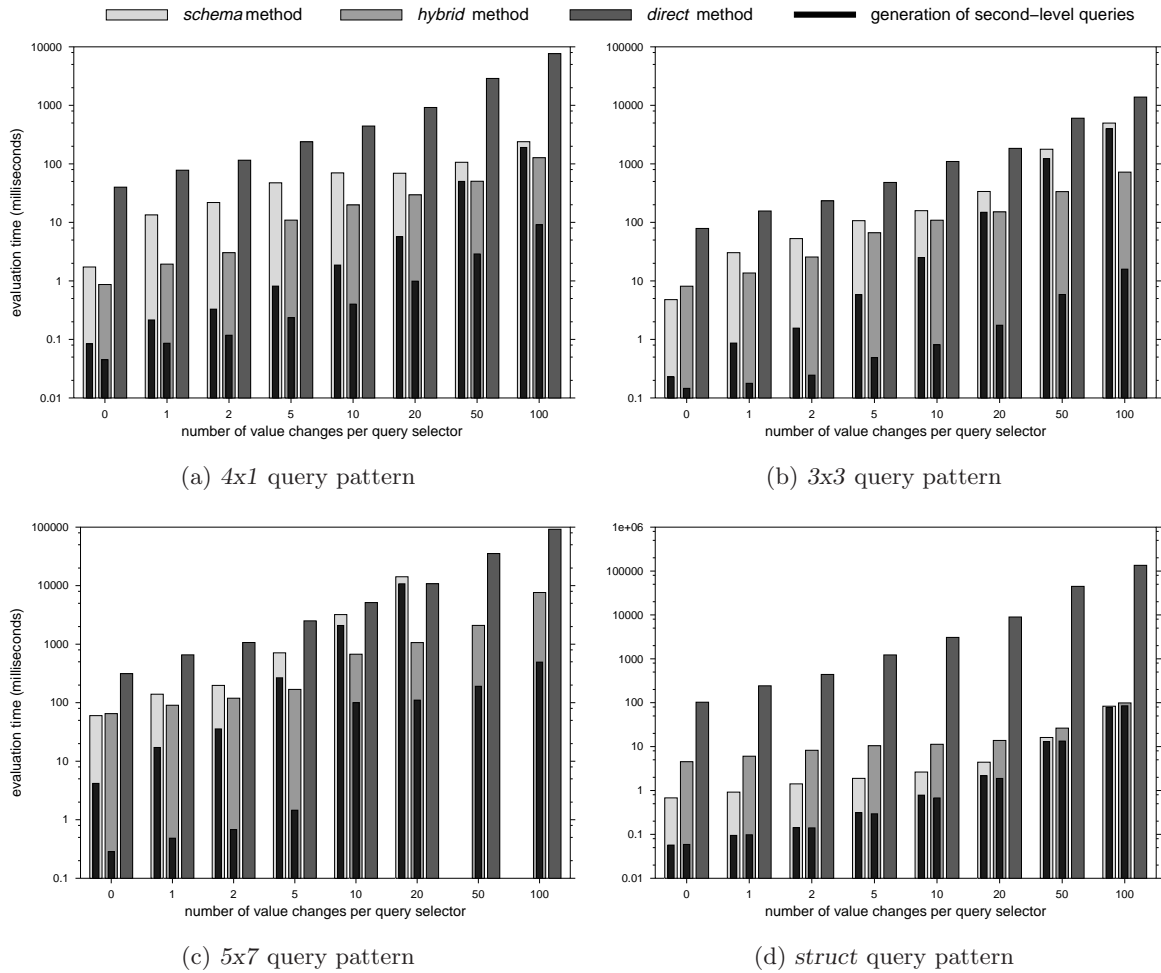 schema method hybrid method direct method generation of second−level queries
10000
1000
100
10
1
0.1
0.01
evaluation time (milliseconds)
0 1 2 5 10 20 50 100
number of value changes per query selector
(a) 4x1 query pattern
100000
10000
1000
100
10
1
0.1
0 1 2 5 10 20 50 100
number of value changes per query selector
(b) 3x3 query pattern
100000
10000
1000
100
10
1
0.1
evaluation time (milliseconds)
0 1 2 5 10 20 50 100
number of value changes per query selector
(c) 5x7 query pattern
1e+06
100000
10000
1000
100
10
1
0.1
0.01
0 1 2 5 10 20 50 100
number of value changes per query selector
(d) struct query pattern